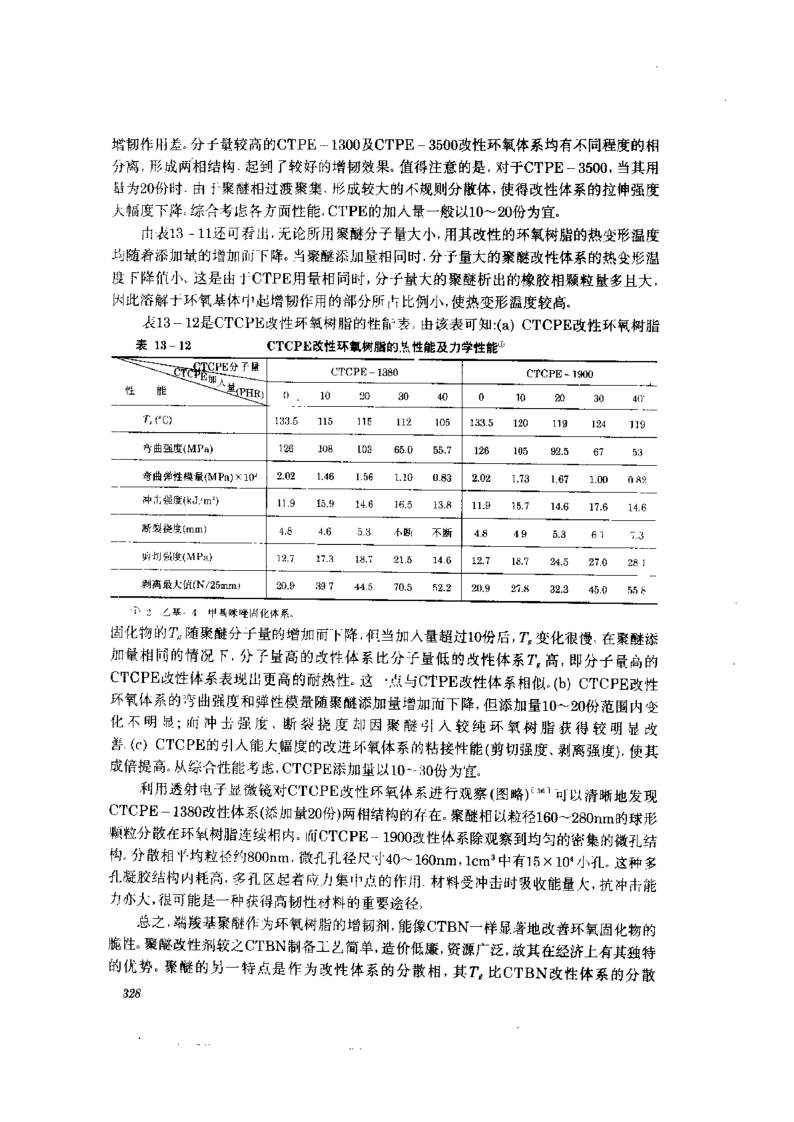 增韧作用差。分子量较高的CTPE－1300及CTPE－3500改性环氧体系均有不同程度的相
分离，形成两相结构．起到了较好的增韧效果。值得注意的是，对于CTPE－3500，当其用
量为20份时．由于聚醚相过渡聚集．形成较大的不规则分散体，使得改性体系的拉伸强度
大幅度下降。综合考虑各方面性能，CTPE的加入量一般以10～20份为宜。
由表13－11还可看出，无论所用聚醚分子量大小，用其改性的环氧树脂的热变形温度
均随着添加量的增加而下降。当聚醚添加量相同时，分子量大的聚醚改性体系的热变形温
度下降值小。这是由于CTPE用量相同时，分子量大的聚醚析出的橡胶相颗粒量多且大，
因此溶解于环氧基体中起增韧作用的部分所占比例小，使热变形温度较高。
表13－12是CTCPE改性环氧树脂的性能表。由该表可知:(a) CTCPE改性环氧树脂
表 13－12 CTCPE改性环氧树脂的热性能及力学性能①
CTCPE分子量 CTCPE－1380 CTCPE－1900
CTCPE加入量(PHR)
性 能 0 10 20 30 40 0 10 20 30 40
Tg(°C) 133.5 115 115 112 105 133.5 120 119 124 119
弯曲强度(MPa) 126 108 103 65.0 55.7 126 105 92.5 67 53
弯曲弹性模量(MPa)×10³ 2.02 1.46 1.56 1.10 0.83 2.02 1.73 1.67 1.00 0.82
冲击强度(kJ/m²) 11.9 15.9 14.6 16.5 13.8 11.9 15.7 14.6 17.6 14.6
断裂挠度(mm) 4.8 4.6 5.3 不断 不断 4.8 4.9 5.3 6.1 7.3
剪切强度(MPa) 12.7 17.3 18.7 21.5 14.6 12.7 18.7 24.5 27.0 28.1
剥离最大值(N/25mm) 20.9 39.7 44.5 70.5 52.2 20.9 27.8 32.3 45.0 55.8
① 2－乙基－4－甲基咪唑固化体系。
固化物的Tg随聚醚分子量的增加而下降，但当加入量超过10份后，Tg变化很慢。在聚醚添
加量相同的情况下，分子量高的改性体系比分子量低的改性体系Tg高，即分子量高的
CTCPE改性体系表现出更高的耐热性。这一点与CTPE改性体系相似。(b) CTCPE改性
环氧体系的弯曲强度和弹性模量随聚醚添加量增加而下降，但添加量10～20份范围内变
化不明显；而冲击强度、断裂挠度却因聚醚引入较纯环氧树脂获得较明显改
善．(c) CTCPE的引入能大幅度的改进环氧体系的粘接性能(剪切强度、剥离强度)，使其
成倍提高。从综合性能考虑，CTCPE添加量以10～30份为宜。
利用透射电子显微镜对CTCPE改性环氧体系进行观察(图略)〔36〕可以清晰地发现
CTCPE－1380改性体系(添加量20份)两相结构的存在。聚醚相以粒径160～280nm的球形
颗粒分散在环氧树脂连续相内。而CTCPE－1900改性体系除观察到均匀的密集的微孔结
构。分散相平均粒径约800nm，微孔孔径尺寸40～160nm，1cm³中有15×10⁴小孔。这种多
孔凝胶结构内耗高．多孔区起着应力集中点的作用．材料受冲击时吸收能量大，抗冲击能
力亦大，很可能是一种获得高韧性材料的重要途径。
总之，端羧基聚醚作为环氧树脂的增韧剂，能像CTBN一样显著地改善环氧固化物的
脆性。聚醚改性剂较之CTBN制备工艺简单，造价低廉，资源广泛，故其在经济上有其独特
的优势。聚醚的另一特点是作为改性体系的分散相，其Tg比CTBN改性体系的分散
328